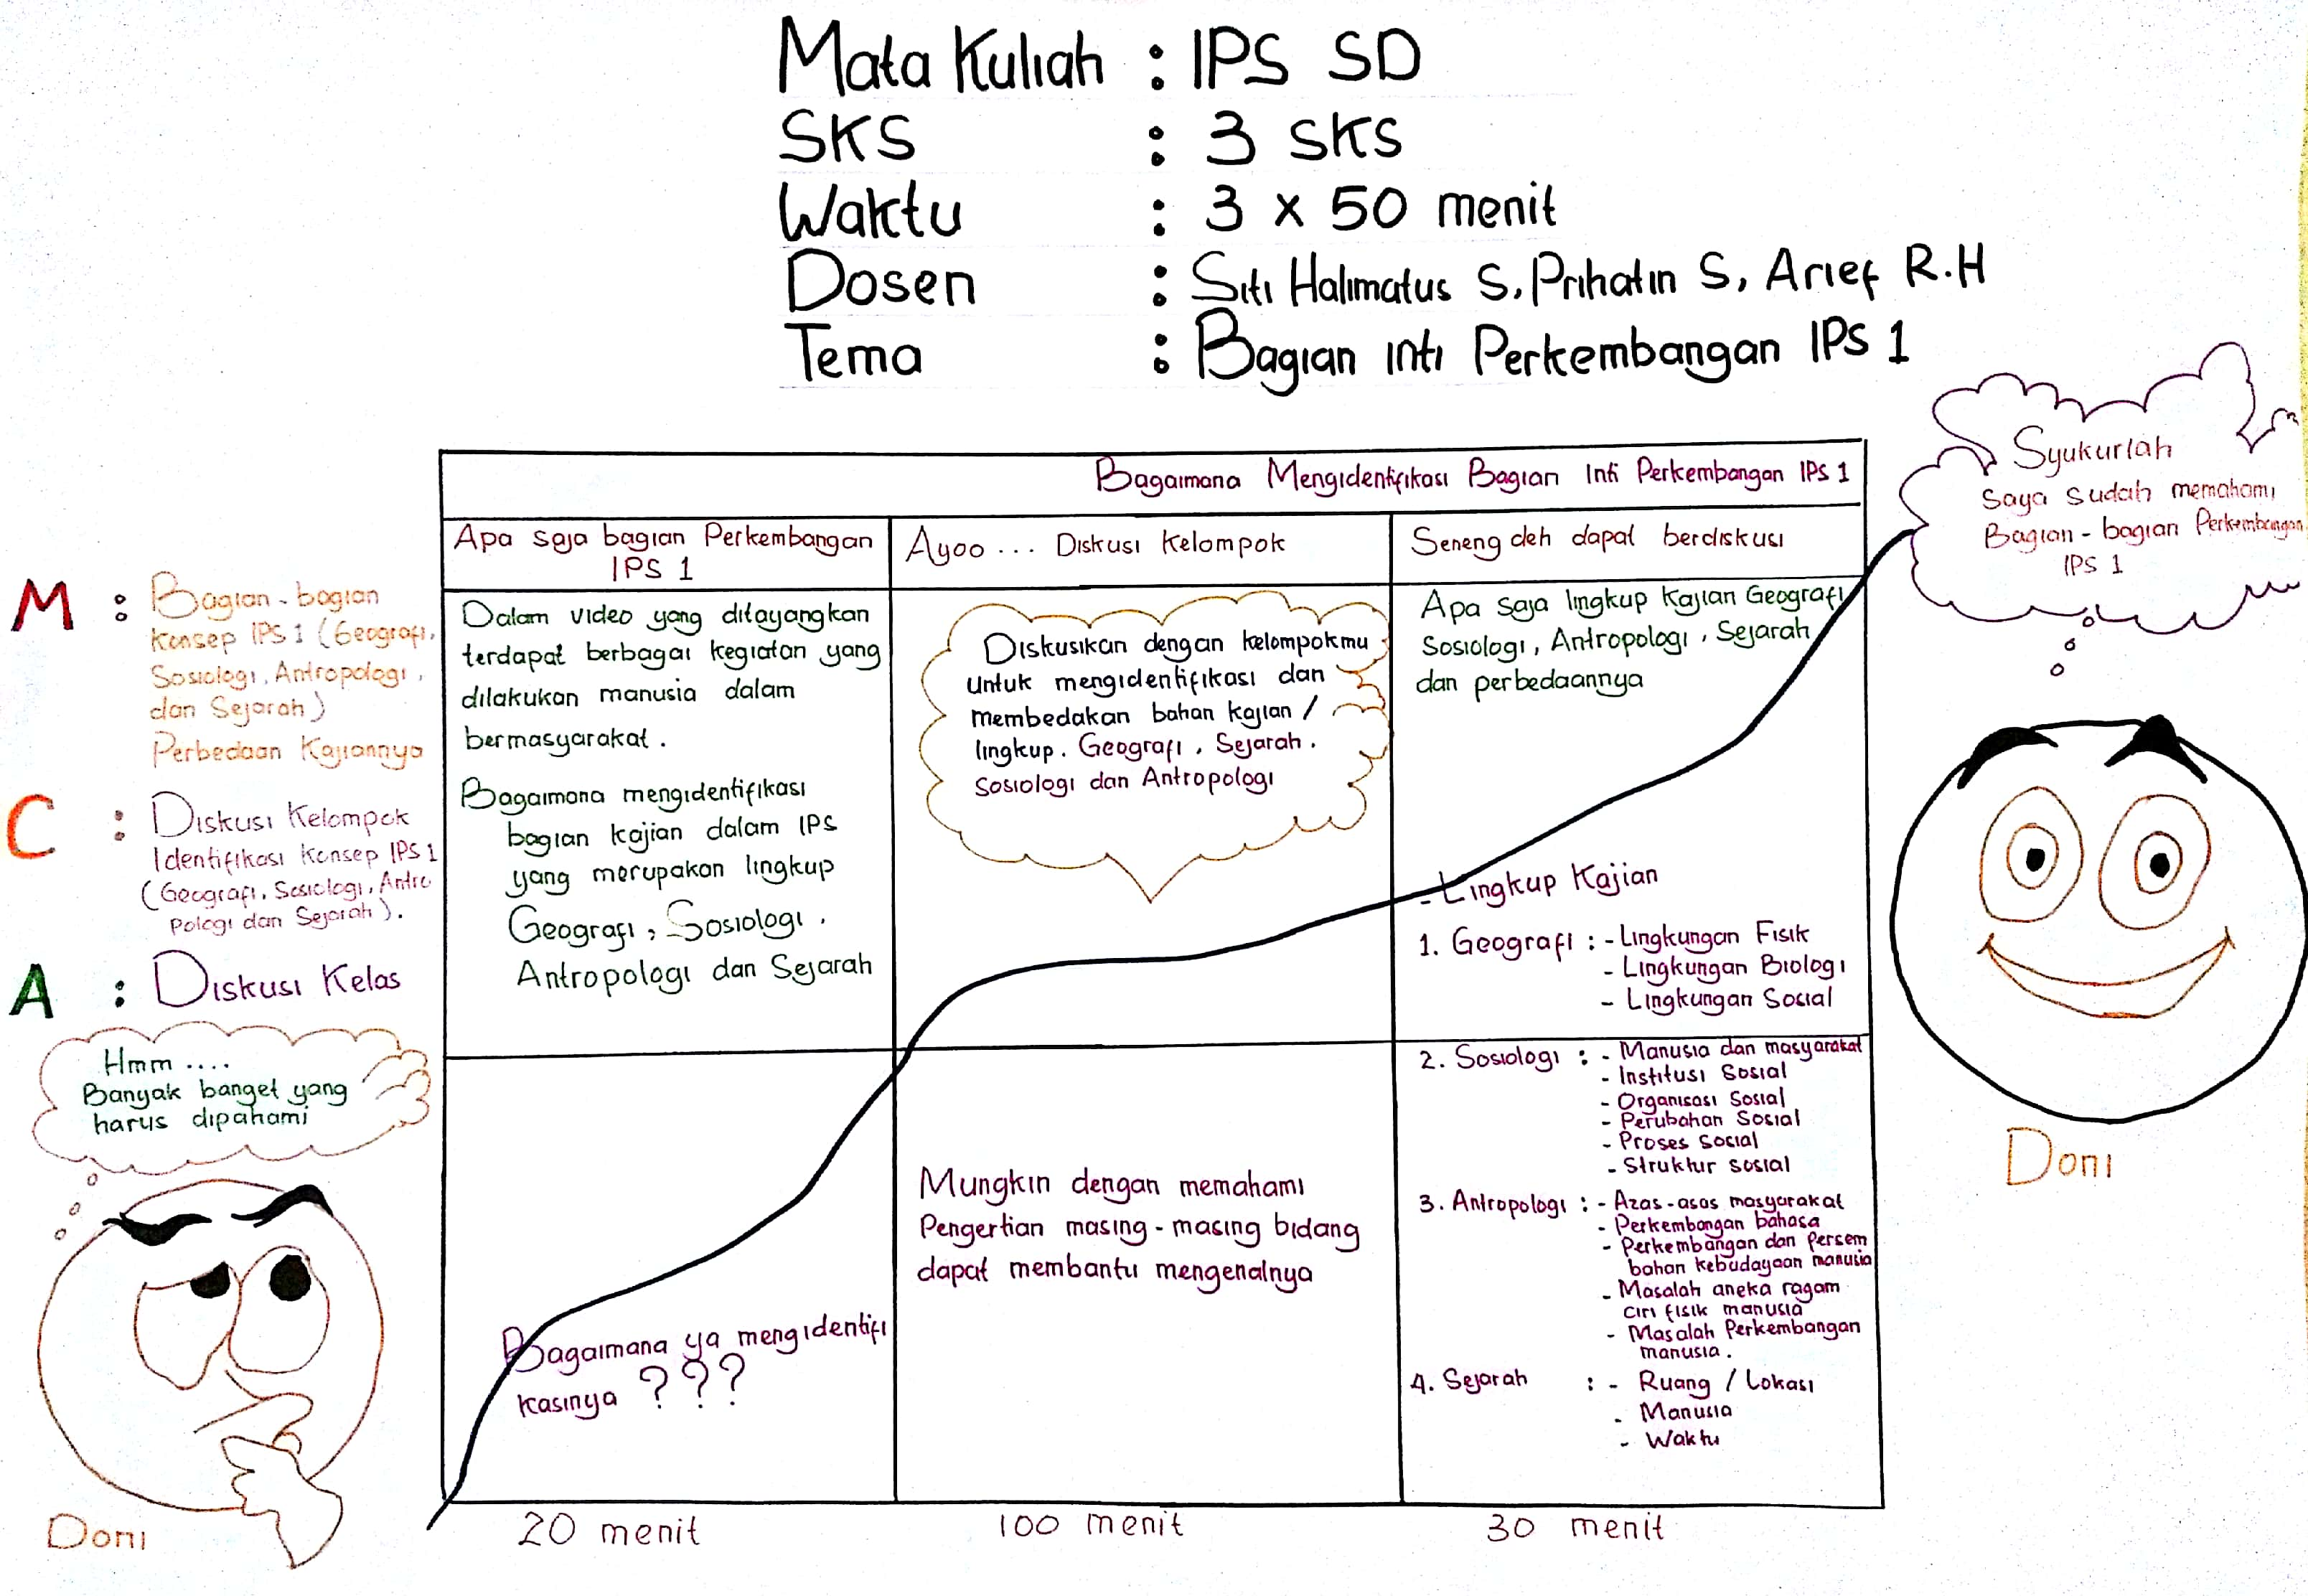 Mata Kuliah : IPS SD
SKS : 3 SKS
Waktu : 3 x 50 menit
Dosen : Siti Halimatus S, Prihatin S, Arief R.H
Tema : Bagian inti Perkembangan IPS 1
Bagaimana Mengidentifikasi Bagian Inti Perkembangan IPS 1
Apa saja bagian Perkembangan
IPS 1
Ayoo... Diskusi Kelompok
Seneng deh dapat berdiskusi
M : Bagian-bagian
Konsep IPS 1 (Geografi,
Sosiologi, Antropologi,
dan Sejarah)
Perbedaan Kajiannya
C : Diskusi Kelompok
Identifikasi Konsep IPS 1
(Geografi, Sosiologi, Antro
pologi dan Sejarah).
A : Diskusi Kelas
Hmm ....
Banyak banget yang
harus dipahami
Doni
Dalam video yang ditayangkan
terdapat berbagai kegiatan yang
dilakukan manusia dalam
bermasyarakat.
Bagaimana mengidentifikasi
bagian kajian dalam IPS
yang merupakan lingkup
Geografi, Sosiologi,
Antropologi dan Sejarah
Bagaimana ya mengidentifi
kasinya ???
20 menit
Diskusikan dengan kelompokmu
untuk mengidentifikasi dan
membedakan bahan kajian /
lingkup. Geografi, Sejarah.
Sosiologi dan Antropologi
Mungkin dengan memahami
Pengertian masing-masing bidang
dapat membantu mengenalnya
100 menit
Apa saja lingkup Kajian Geografi
Sosiologi, Antropologi, Sejarah
dan perbedaannya
- Lingkup Kajian
1. Geografi : - Lingkungan Fisik
- Lingkungan Biologi
- Lingkungan Sosial
2. Sosiologi : - Manusia dan masyarakat
- Institusi Sosial
- Organisasi Sosial
- Perubahan Sosial
- Proses Sosial
- Struktur sosial
3. Antropologi : - Azas-asas masyarakat
- Perkembangan bahasa
- Perkembangan dan Persem
bahan kebudayaan manusia
- Masalah aneka ragam
ciri fisik manusia
- Masalah Perkembangan
manusia.
4. Sejarah : - Ruang / Lokasi
- Manusia
- Waktu
30 menit
Syukurlah
Saya sudah memahami
Bagian-bagian Perkembangan
IPS 1
Doni